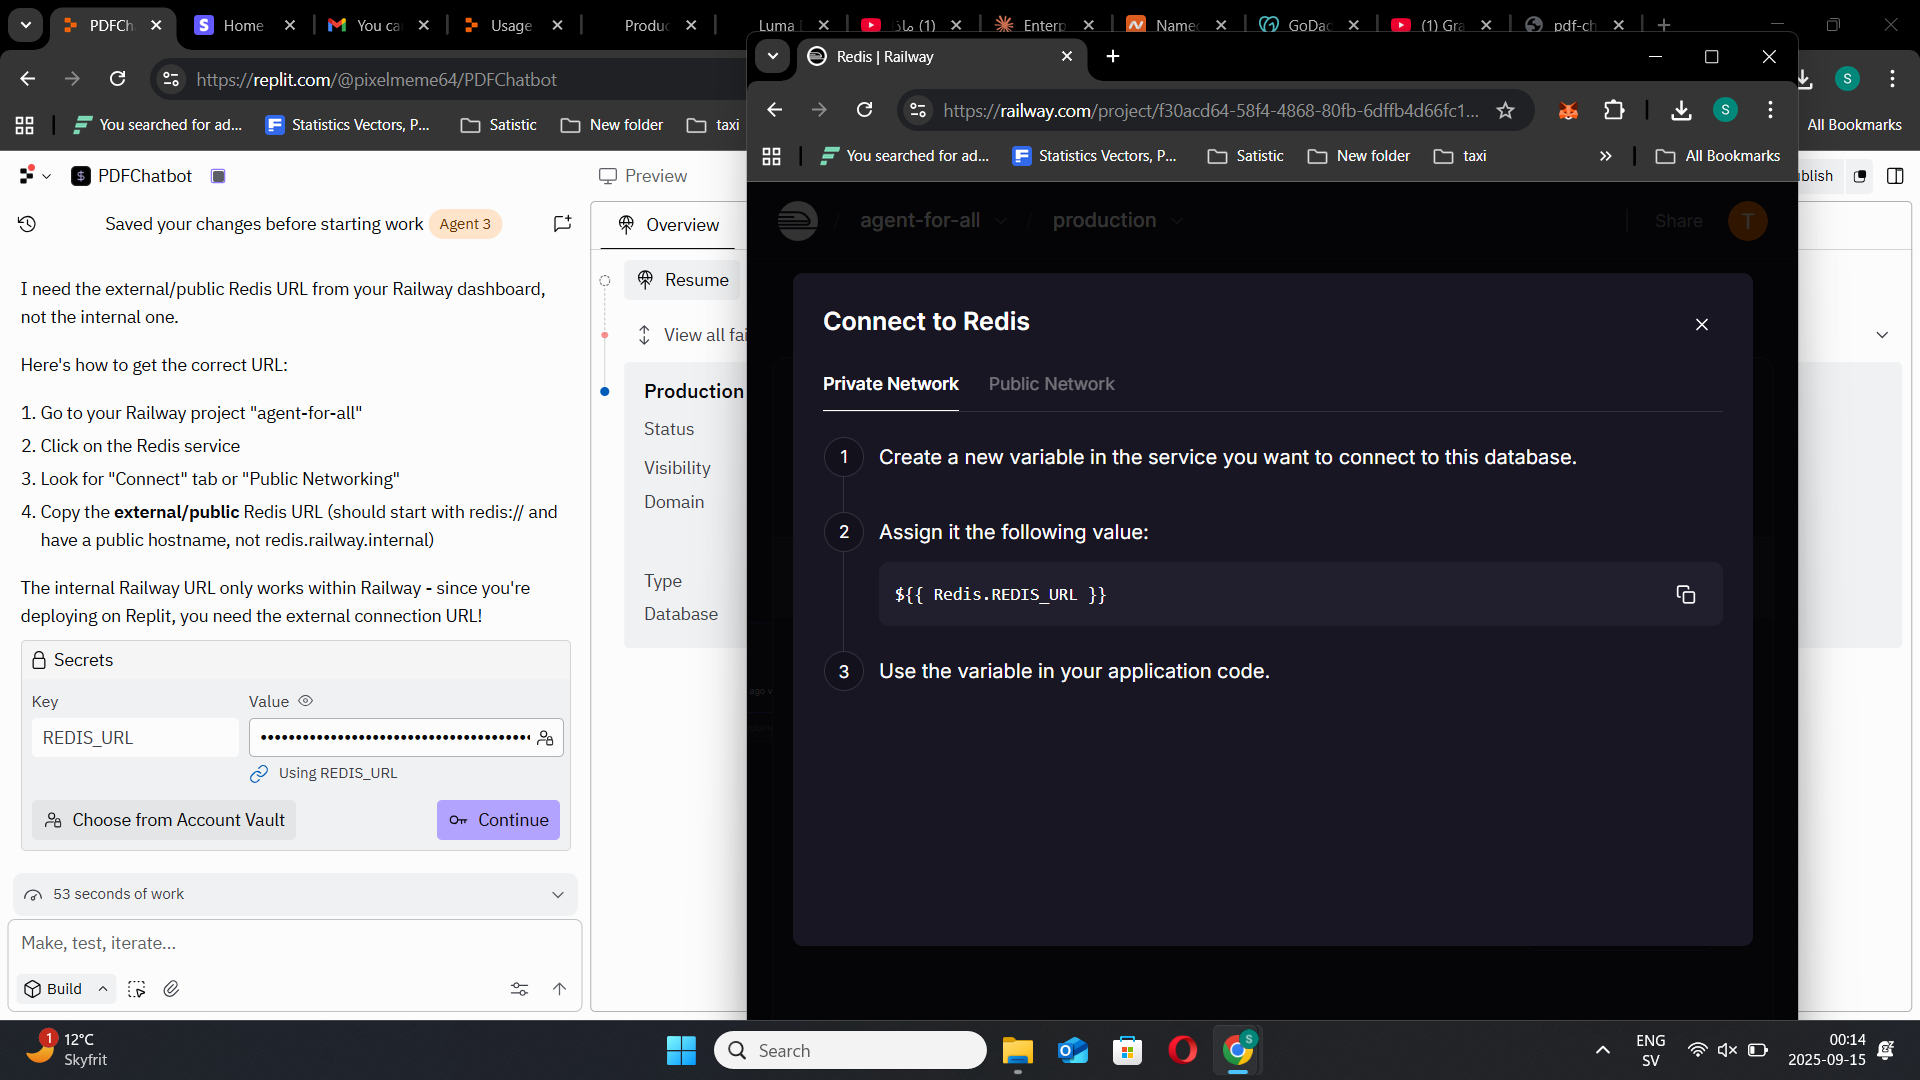 PDFCh
Home
You ca
Usage
Produc
Luma
(1)
Enterp
Name
GoDad
(1) Gra
pdf-ch
https://replit.com/@pixelmeme64/PDFChatbot
S
You searched for ad...
Statistics Vectors, P...
Satistic
New folder
taxi
All Bookmarks
PDFChatbot
Preview
blish
Saved your changes before starting work
Agent 3
Overview
I need the external/public Redis URL from your Railway dashboard,
not the internal one.
Here's how to get the correct URL:
1. Go to your Railway project "agent-for-all"
2. Click on the Redis service
3. Look for "Connect" tab or "Public Networking"
4. Copy the external/public Redis URL (should start with redis:// and
have a public hostname, not redis.railway.internal)
The internal Railway URL only works within Railway - since you're
deploying on Replit, you need the external connection URL!
Secrets
Key
Value
REDIS_URL
••••••••••••••••••••••••••••••••••••••••
Using REDIS_URL
Choose from Account Vault
Continue
53 seconds of work
Make, test, iterate...
Build
Resume
View all fai
Production
Status
Visibility
Domain
Type
Database
Redis | Railway
https://railway.com/project/f30acd64-58f4-4868-80fb-6dffb4d66fc1...
S
You searched for ad...
Statistics Vectors, P...
Satistic
New folder
taxi
All Bookmarks
agent-for-all
/
production
Share
T
Connect to Redis
Private Network
Public Network
1 Create a new variable in the service you want to connect to this database.
2 Assign it the following value:
${{ Redis.REDIS_URL }}
3 Use the variable in your application code.
1
12°C
Skyfrit
Search
ENG
SV
00:14
2025-09-15